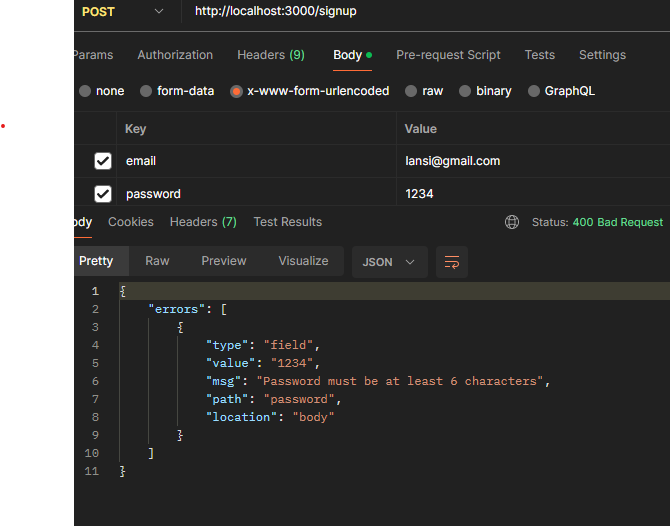 POST http://localhost:3000/signup
Params Authorization Headers (9) Body Pre-request Script Tests Settings
none form-data x-www-form-urlencoded raw binary GraphQL
Key Value
email lansi@gmail.com
password 1234
Body Cookies Headers (7) Test Results Status: 400 Bad Request
Pretty Raw Preview Visualize JSON
1 {
2 "errors": [
3 {
4 "type": "field",
5 "value": "1234",
6 "msg": "Password must be at least 6 characters",
7 "path": "password",
8 "location": "body"
9 }
10 ]
11 }